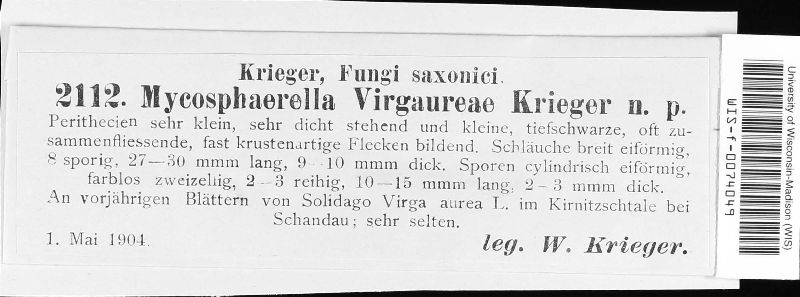 Krieger, Fungi saxonici.
2112. Mycosphaerella Virgaureae Krieger n. p.
Perithecien sehr klein, sehr dicht stehend und kleine, tiefschwarze, oft zu-
sammenfliessende, fast krustenartige Flecken bildend. Schläuche breit eiförmig,
8 sporig, 27—30 mmm lang, 9—10 mmm dick. Sporen cylindrisch eiförmig,
farblos zweizellig, 2—3 reihig, 10—15 mmm lang, 2—3 mmm dick.
An vorjährigen Blättern von Solidago Virga aurea L. im Kirnitzschtale bei
Schandau; sehr selten.
1. Mai 1904.
leg. W. Krieger.
WIS-f-0074049
University of Wisconsin-Madison (WIS)